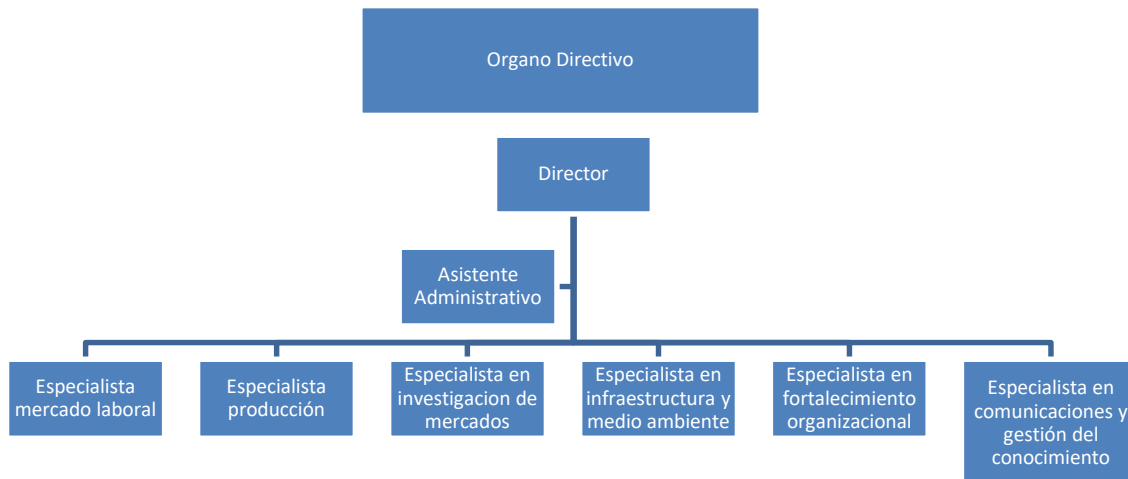 Organo Directivo
Director
Asistente
Administrativo
Especialista
mercado laboral
Especialista
producción
Especialista en
investigacion de
mercados
Especialista en
infraestructura y
medio ambiente
Especialista en
fortalecimiento
organizacional
Especialista en
comunicaciones y
gestión del
conocimiento